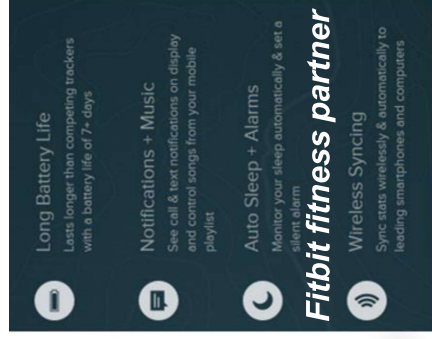 Long Battery Life
Lasts longer than competing trackers
with a battery life of 7+ days
Notifications + Music
See call & text notifications on display
and control songs from your mobile
playlist
Auto Sleep + Alarms
Monitor your sleep automatically & set a
silent alarm
Fitbit fitness partner
Wireless Syncing
Sync stats wirelessly & automatically to
leading smartphones and computers